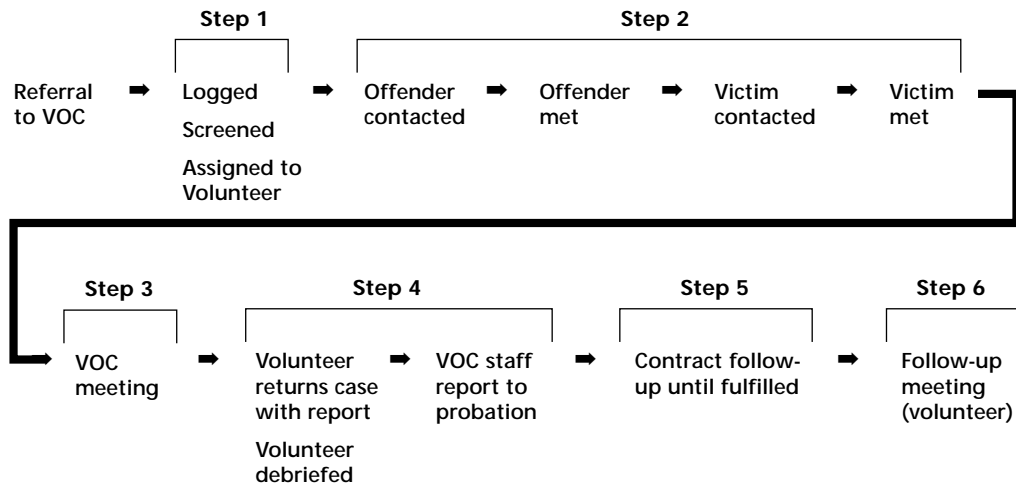 Step 1
Step 2
Referral
to VOC
Logged
Screened
Assigned to
Volunteer
Offender
contacted
Offender
met
Victim
contacted
Victim
met
Step 3
Step 4
Step 5
Step 6
VOC
meeting
Volunteer
returns case
with report
Volunteer
debriefed
VOC staff
report to
probation
Contract follow-
up until fulfilled
Follow-up
meeting
(volunteer)